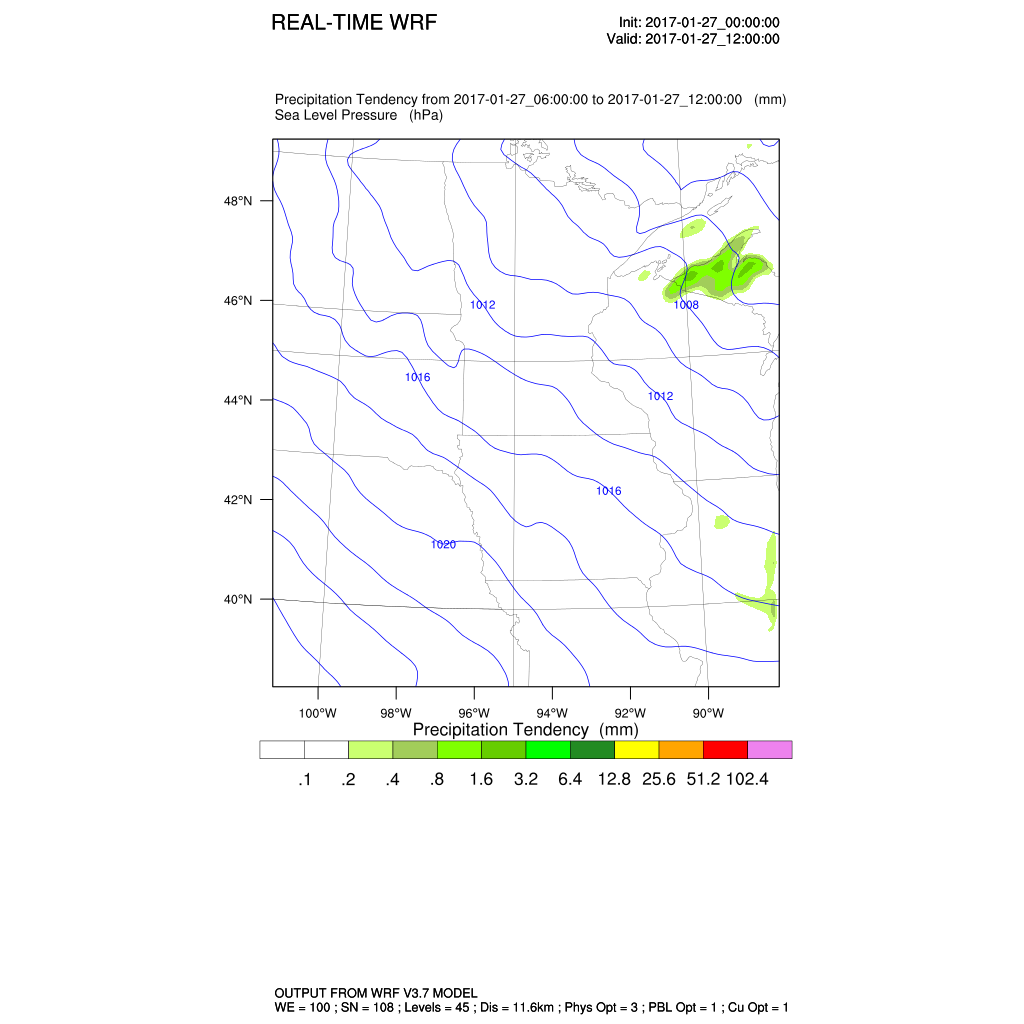 REAL-TIME WRF
Init: 2017-01-27_00:00:00
Valid: 2017-01-27_12:00:00
Precipitation Tendency from 2017-01-27_06:00:00 to 2017-01-27_12:00:00 (mm)
Sea Level Pressure (hPa)
48°N
46°N
44°N
42°N
40°N
1012
1008
1016
1012
1016
1020
100°W 98°W 96°W 94°W 92°W 90°W
Precipitation Tendency (mm)
.1 .2 .4 .8 1.6 3.2 6.4 12.8 25.6 51.2 102.4
OUTPUT FROM WRF V3.7 MODEL
WE = 100 ; SN = 108 ; Levels = 45 ; Dis = 11.6km ; Phys Opt = 3 ; PBL Opt = 1 ; Cu Opt = 1